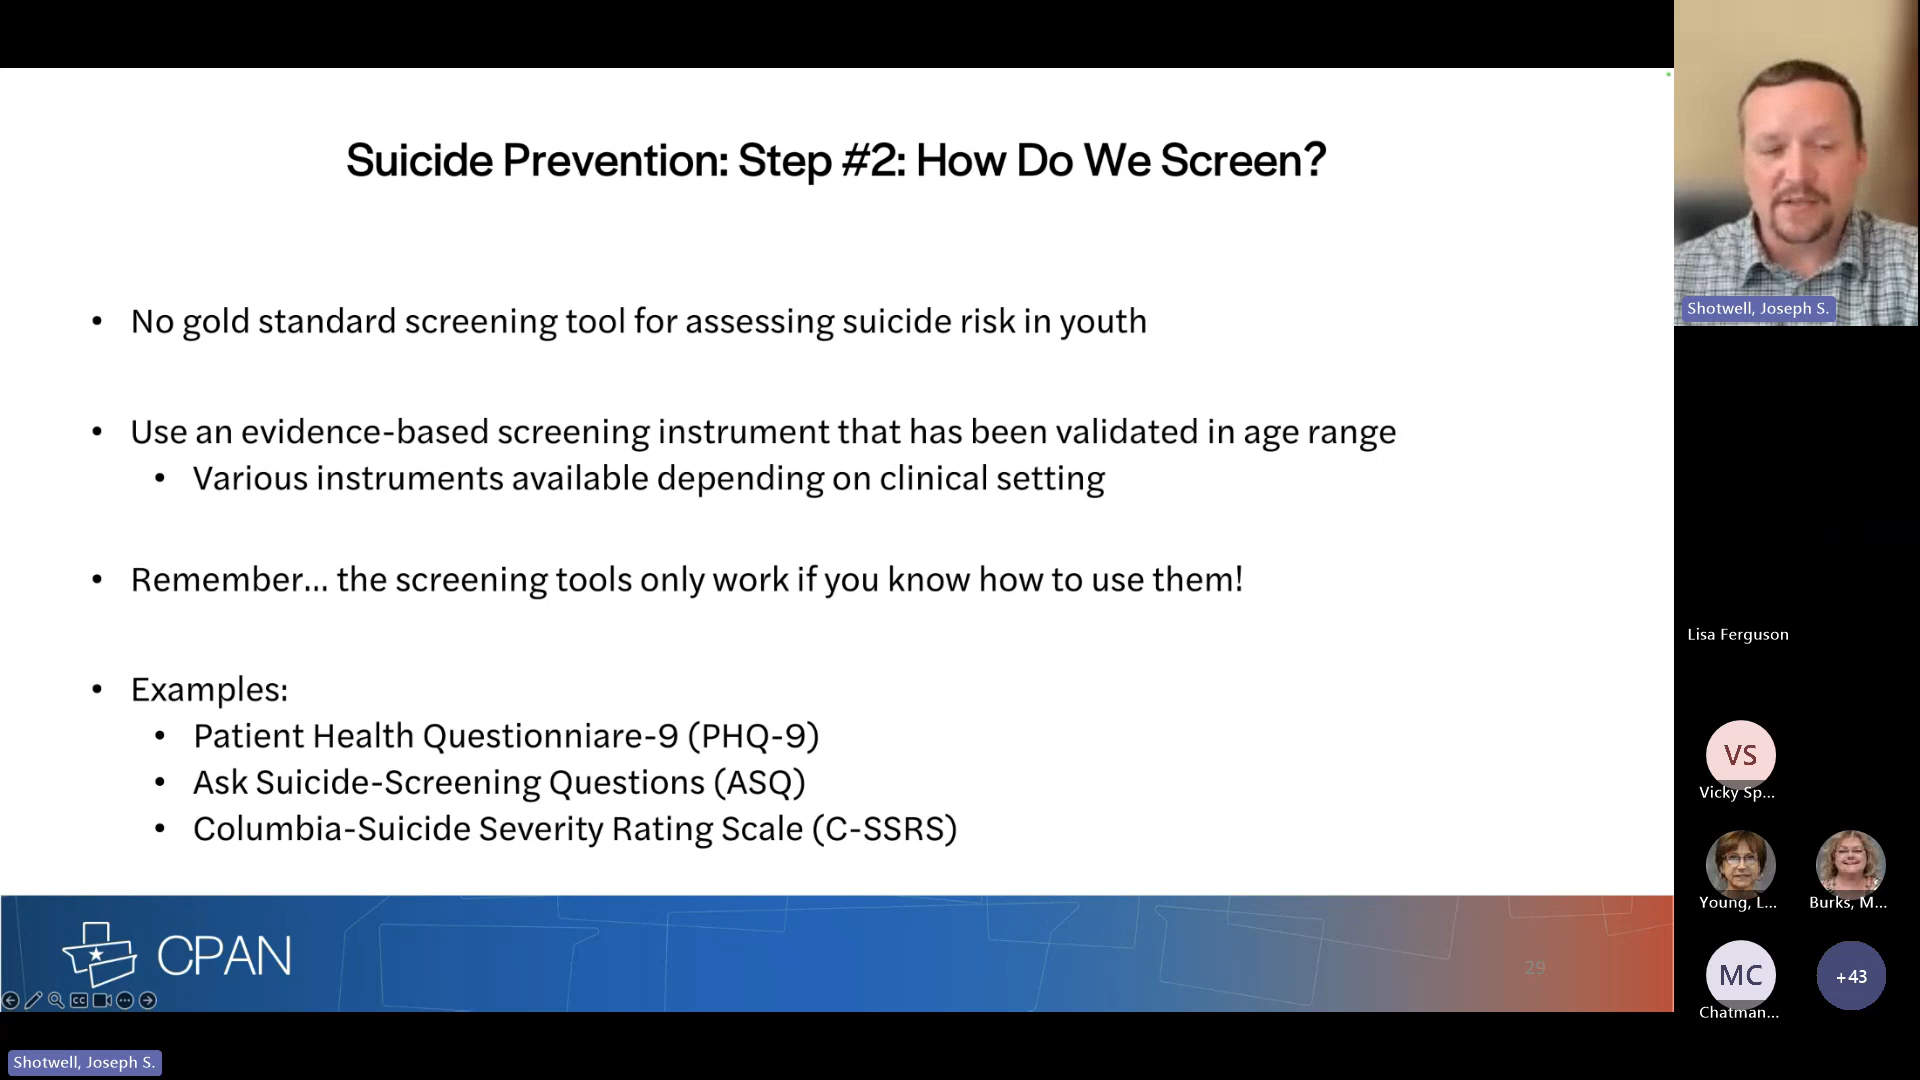 Suicide Prevention: Step #2: How Do We Screen?
• No gold standard screening tool for assessing suicide risk in youth
• Use an evidence-based screening instrument that has been validated in age range
• Various instruments available depending on clinical setting
• Remember... the screening tools only work if you know how to use them!
• Examples:
• Patient Health Questionniare-9 (PHQ-9)
• Ask Suicide-Screening Questions (ASQ)
• Columbia-Suicide Severity Rating Scale (C-SSRS)
CPAN
29
CC
Shotwell, Joseph S.
Shotwell, Joseph S.
Lisa Ferguson
VS
Vicky Sp...
Young, L...
Burks, M...
MC
Chatman...
+43